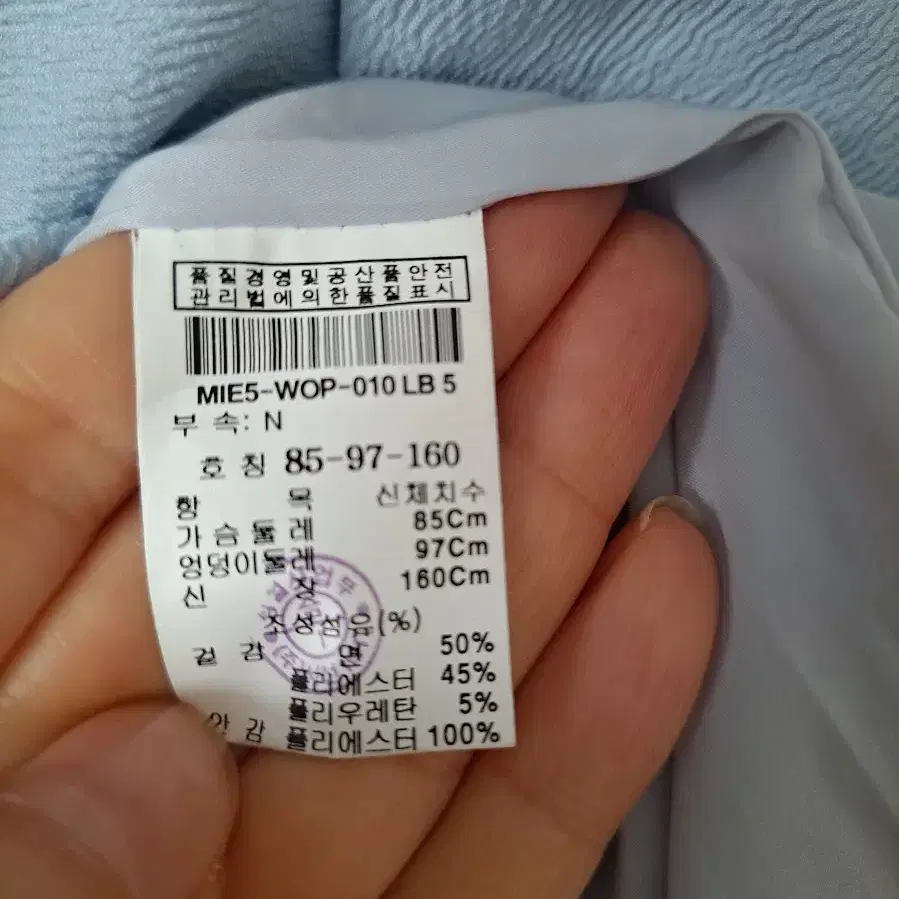 품질경영및공산품안전
관리법에의한품질표시
MIE5-WOP-010 LB 5
부 속: N
호 칭 85-97-160
항 목 신체치수
가슴둘레 85Cm
엉덩이둘레 97Cm
신 장 160Cm
조성섬유(%)
겉 감 면 50%
폴리에스터 45%
폴리우레탄 5%
안 감 폴리에스터 100%